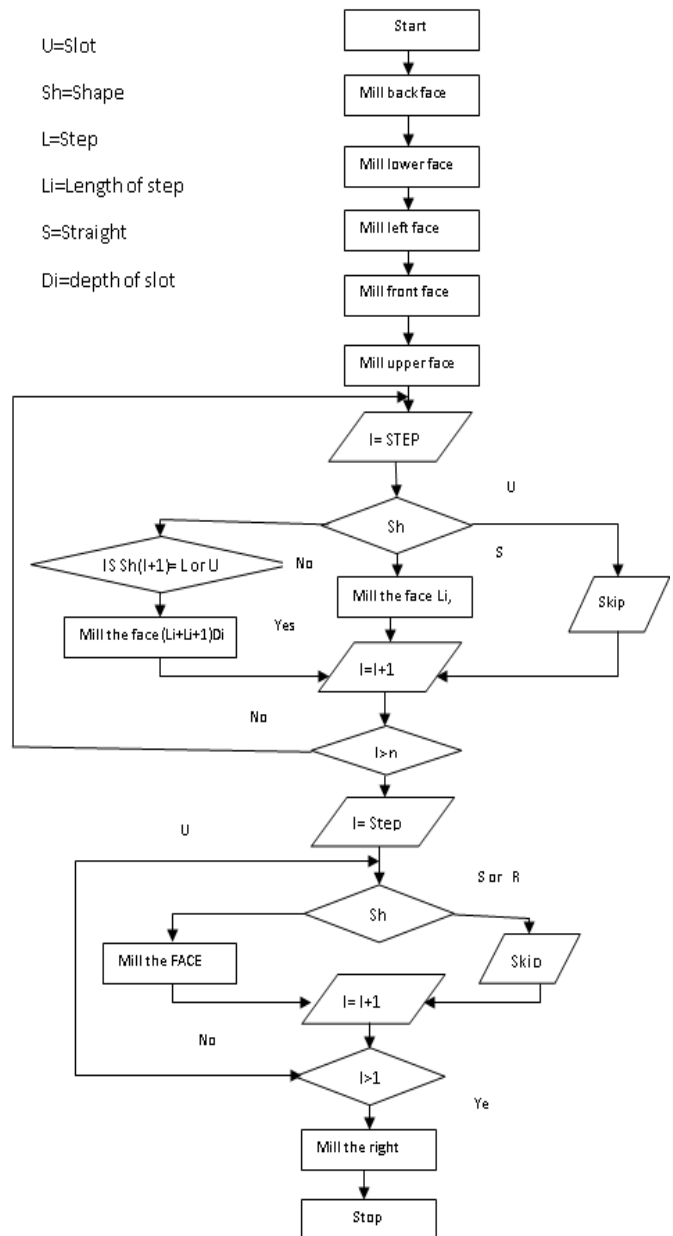 Start
U=Slot
Sh=Shape
L=Step
Li=Length of step
S=Straight
Di=depth of slot
Mill back face
Mill lower face
Mill left face
Mill front face
Mill upper face
I= STEP
U
Sh
S
IS Sh(I+1)= L or U
No
Mill the face Li,
Skip
Mill the face (Li+Li+1)Di
Yes
I=I+1
No
I>n
I= Step
U
S or R
Sh
Mill the FACE
Skip
I= I+1
No
I>1
Ye
Mill the right
Stop